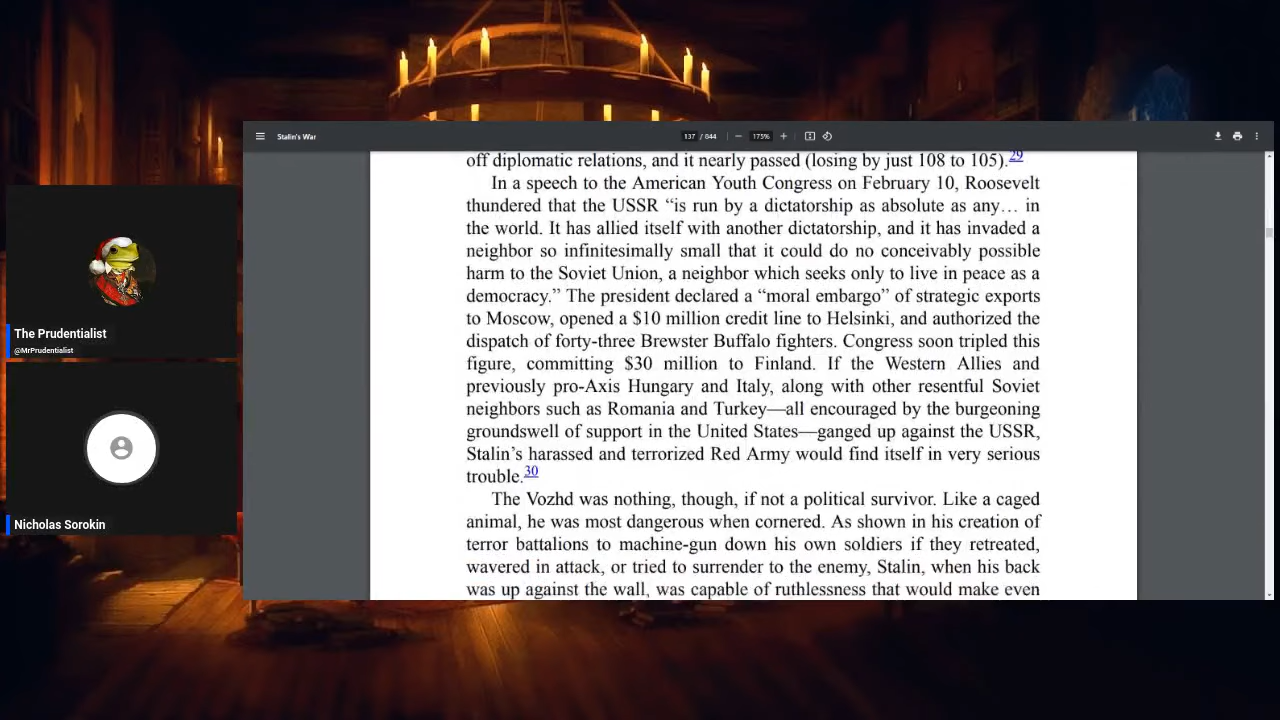 Stalin's War
137 / 844
175%
off diplomatic relations, and it nearly passed (losing by just 108 to 105).29
In a speech to the American Youth Congress on February 10, Roosevelt
thundered that the USSR “is run by a dictatorship as absolute as any… in
the world. It has allied itself with another dictatorship, and it has invaded a
neighbor so infinitesimally small that it could do no conceivably possible
harm to the Soviet Union, a neighbor which seeks only to live in peace as a
democracy.” The president declared a “moral embargo” of strategic exports
to Moscow, opened a $10 million credit line to Helsinki, and authorized the
dispatch of forty-three Brewster Buffalo fighters. Congress soon tripled this
figure, committing $30 million to Finland. If the Western Allies and
previously pro-Axis Hungary and Italy, along with other resentful Soviet
neighbors such as Romania and Turkey—all encouraged by the burgeoning
groundswell of support in the United States—ganged up against the USSR,
Stalin’s harassed and terrorized Red Army would find itself in very serious
trouble.30
The Vozhd was nothing, though, if not a political survivor. Like a caged
animal, he was most dangerous when cornered. As shown in his creation of
terror battalions to machine-gun down his own soldiers if they retreated,
wavered in attack, or tried to surrender to the enemy, Stalin, when his back
was up against the wall, was capable of ruthlessness that would make even
The Prudentialist
@MrPrudentialist
Nicholas Sorokin